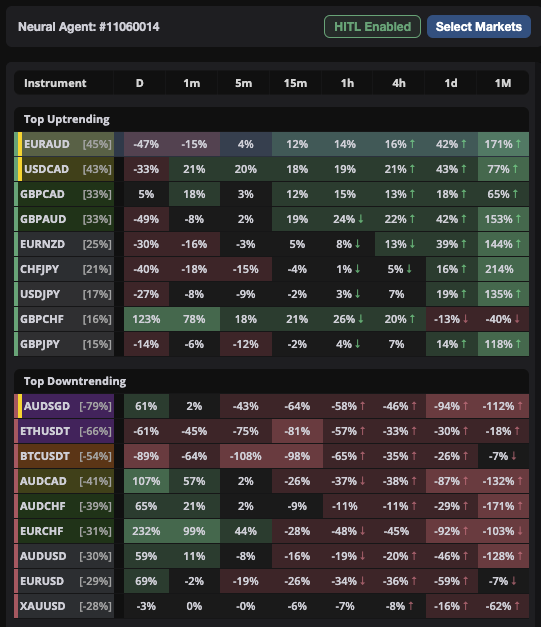 Neural Agent: #11060014 HITL Enabled Select Markets
Instrument D 1m 5m 15m 1h 4h 1d 1M
Top Uptrending
EURAUD [45%] -47% -15% 4% 12% 14% 16% ↑ 42% ↑ 171% ↑
USDCAD [43%] -33% 21% 20% 18% 19% 21% ↑ 43% ↑ 77% ↑
GBPCAD [33%] 5% 18% 3% 12% 15% 13% ↑ 18% ↑ 65% ↑
GBPAUD [33%] -49% -8% 2% 19% 24% ↓ 22% ↑ 42% ↑ 153% ↑
EURNZD [25%] -30% -16% -3% 5% 8% ↓ 13% ↓ 39% ↑ 144% ↑
CHFJPY [21%] -40% -18% -15% -4% 1% ↓ 5% ↓ 16% ↑ 214%
USDJPY [17%] -27% -8% -9% -2% 3% ↓ 7% 19% ↑ 135% ↑
GBPCHF [16%] 123% 78% 18% 21% 26% ↓ 20% ↑ -13% ↓ -40% ↓
GBPJPY [15%] -14% -6% -12% -2% 4% ↓ 7% 14% ↑ 118% ↑
Top Downtrending
AUDSGD [-79%] 61% 2% -43% -64% -58% ↑ -46% ↑ -94% ↑ -112% ↑
ETHUSDT [-66%] -61% -45% -75% -81% -57% ↑ -33% ↑ -30% ↑ -18% ↑
BTCUSDT [-54%] -89% -64% -108% -98% -65% ↑ -35% ↑ -26% ↑ -7% ↓
AUDCAD [-41%] 107% 57% 2% -26% -37% ↓ -38% ↑ -87% ↑ -132% ↑
AUDCHF [-39%] 65% 21% 2% -9% -11% ↑ -11% ↑ -29% ↑ -171% ↑
EURCHF [-31%] 232% 99% 44% -28% -48% ↓ -45% -92% ↑ -103% ↓
AUDUSD [-30%] 59% 11% -8% -16% -19% ↓ -20% ↑ -46% ↑ -128% ↑
EURUSD [-29%] 69% -2% -19% -26% -34% ↑ -36% ↑ -59% ↑ -7% ↓
XAUUSD [-28%] -3% 0% -0% -6% -7% -8% ↑ -16% ↑ -62% ↑